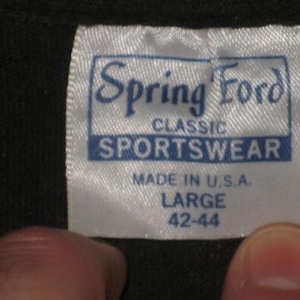 Spring Ford
CLASSIC
SPORTSWEAR
MADE IN U.S.A.
LARGE
42-44